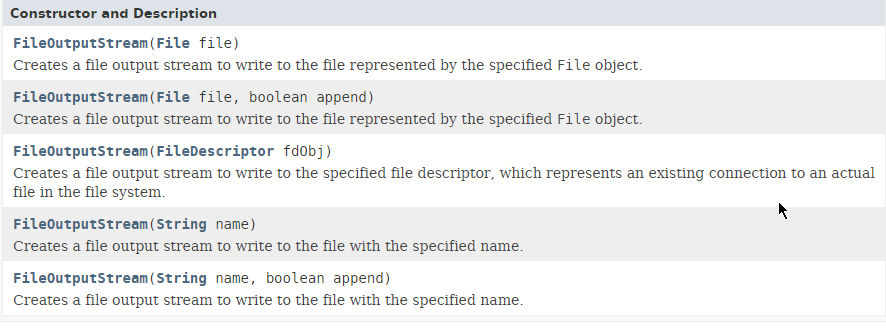 Constructor and Description
FileOutputStream(File file)
Creates a file output stream to write to the file represented by the specified File object.
FileOutputStream(File file, boolean append)
Creates a file output stream to write to the file represented by the specified File object.
FileOutputStream(FileDescriptor fdObj)
Creates a file output stream to write to the specified file descriptor, which represents an existing connection to an actual
file in the file system.
FileOutputStream(String name)
Creates a file output stream to write to the file with the specified name.
FileOutputStream(String name, boolean append)
Creates a file output stream to write to the file with the specified name.